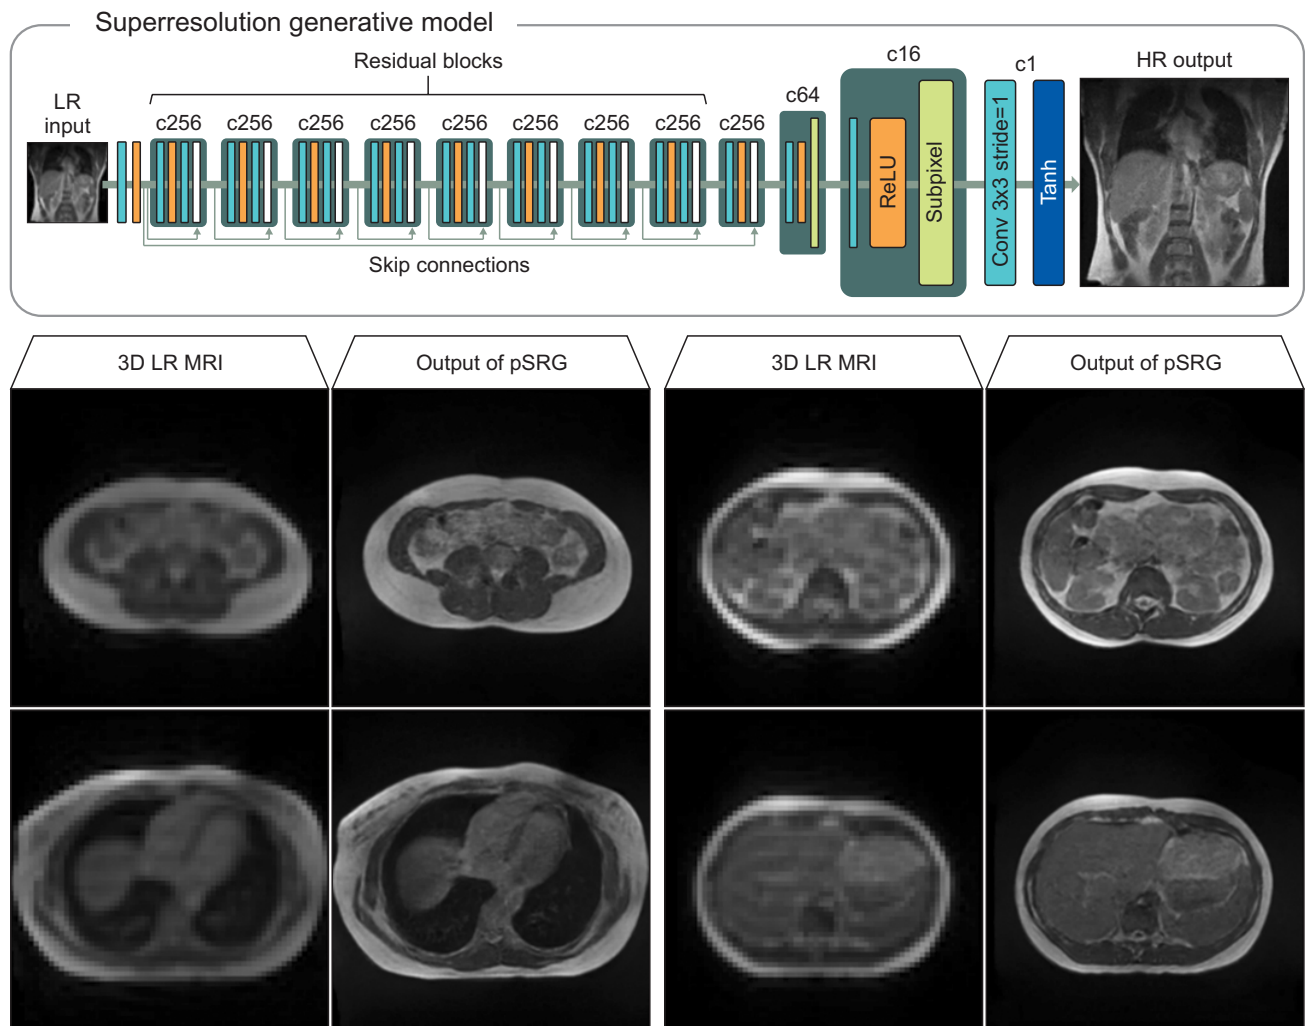 Superresolution generative model
Residual blocks
LR
input
c256 c256 c256 c256 c256 c256 c256 c256 c256
c64
c16
c1
HR output
ReLU
Subpixel
Conv 3x3 stride=1
Tanh
Skip connections
3D LR MRI
Output of pSRG
3D LR MRI
Output of pSRG